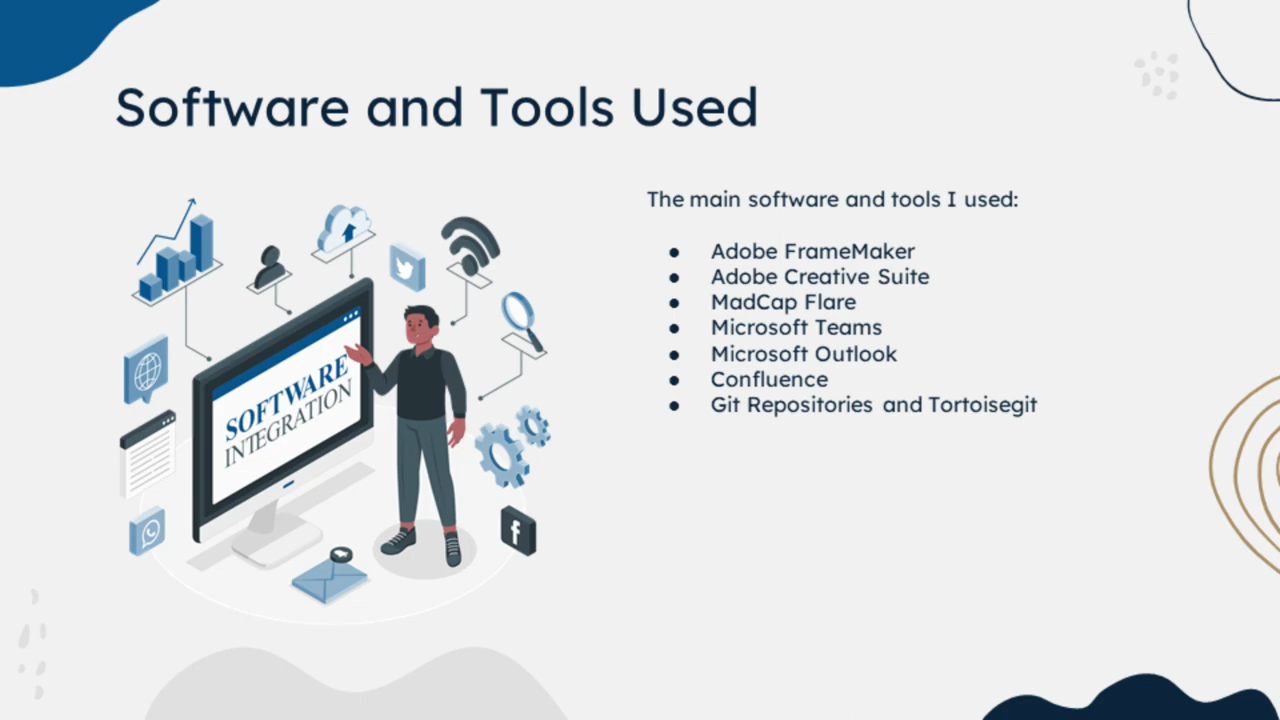 Software and Tools Used
The main software and tools I used:
● Adobe FrameMaker
● Adobe Creative Suite
● MadCap Flare
● Microsoft Teams
● Microsoft Outlook
● Confluence
● Git Repositories and Tortoisegit
SOFTWARE
INTEGRATION